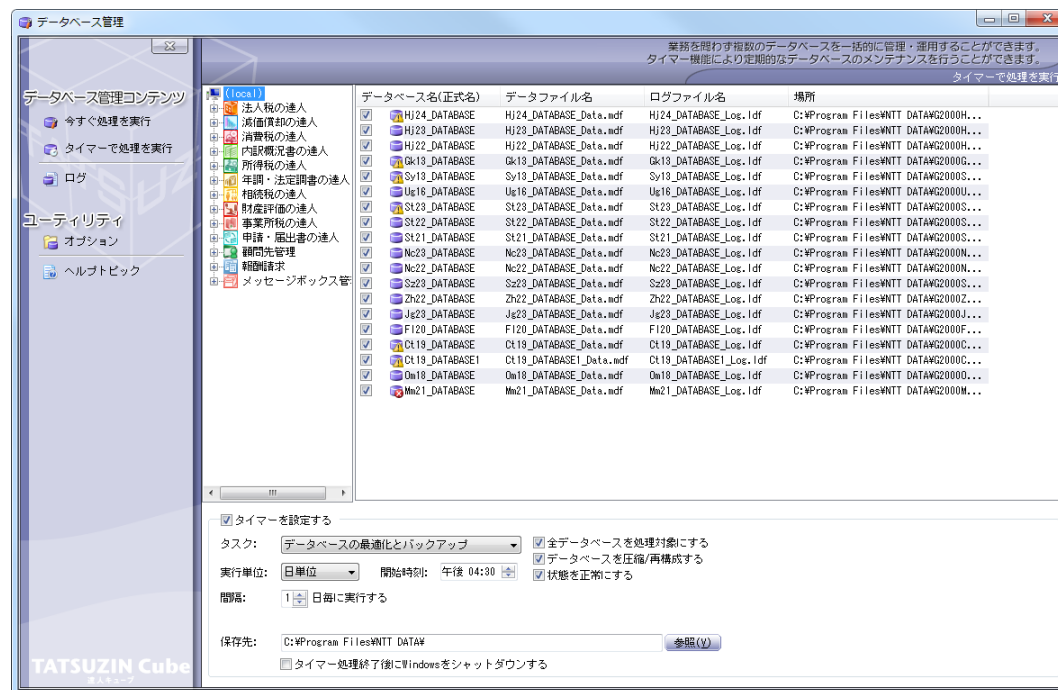 データベース管理
業務を問わず複数のデータベースを一括的に管理・運用することができます。
タイマー機能により定期的なデータベースのメンテナンスを行うことができます。
タイマーで処理を実行
データベース管理コンテンツ
今すぐ処理を実行
タイマーで処理を実行
ログ
ユーティリティ
オプション
ヘルプトピック
TATSUZIN Cube
達人キューブ
(local)
法人税の達人
減価償却の達人
消費税の達人
内訳概況書の達人
所得税の達人
年調・法定調書の達人
相続税の達人
財産評価の達人
事業所税の達人
申請・届出書の達人
顧問先管理
報酬請求
メッセージボックス管
データベース名(正式名) データファイル名 ログファイル名 場所
Hj24_DATABASE Hj24_DATABASE_Data.mdf Hj24_DATABASE_Log.ldf C:¥Program Files¥NTT DATA¥G2000H...
Hj23_DATABASE Hj23_DATABASE_Data.mdf Hj23_DATABASE_Log.ldf C:¥Program Files¥NTT DATA¥G2000H...
Hj22_DATABASE Hj22_DATABASE_Data.mdf Hj22_DATABASE_Log.ldf C:¥Program Files¥NTT DATA¥G2000H...
Gk13_DATABASE Gk13_DATABASE_Data.mdf Gk13_DATABASE_Log.ldf C:¥Program Files¥NTT DATA¥G2000G...
Sy13_DATABASE Sy13_DATABASE_Data.mdf Sy13_DATABASE_Log.ldf C:¥Program Files¥NTT DATA¥G2000S...
Ug16_DATABASE Ug16_DATABASE_Data.mdf Ug16_DATABASE_Log.ldf C:¥Program Files¥NTT DATA¥G2000U...
St23_DATABASE St23_DATABASE_Data.mdf St23_DATABASE_Log.ldf C:¥Program Files¥NTT DATA¥G2000S...
St22_DATABASE St22_DATABASE_Data.mdf St22_DATABASE_Log.ldf C:¥Program Files¥NTT DATA¥G2000S...
St21_DATABASE St21_DATABASE_Data.mdf St21_DATABASE_Log.ldf C:¥Program Files¥NTT DATA¥G2000S...
Nc23_DATABASE Nc23_DATABASE_Data.mdf Nc23_DATABASE_Log.ldf C:¥Program Files¥NTT DATA¥G2000N...
Nc22_DATABASE Nc22_DATABASE_Data.mdf Nc22_DATABASE_Log.ldf C:¥Program Files¥NTT DATA¥G2000N...
Sz23_DATABASE Sz23_DATABASE_Data.mdf Sz23_DATABASE_Log.ldf C:¥Program Files¥NTT DATA¥G2000S...
Zh22_DATABASE Zh22_DATABASE_Data.mdf Zh22_DATABASE_Log.ldf C:¥Program Files¥NTT DATA¥G2000Z...
Jg23_DATABASE Jg23_DATABASE_Data.mdf Jg23_DATABASE_Log.ldf C:¥Program Files¥NTT DATA¥G2000J...
Fl20_DATABASE Fl20_DATABASE_Data.mdf Fl20_DATABASE_Log.ldf C:¥Program Files¥NTT DATA¥G2000F...
Ct19_DATABASE Ct19_DATABASE_Data.mdf Ct19_DATABASE_Log.ldf C:¥Program Files¥NTT DATA¥G2000C...
Ct19_DATABASE1 Ct19_DATABASE1_Data.mdf Ct19_DATABASE1_Log.ldf C:¥Program Files¥NTT DATA¥G2000C...
Om18_DATABASE Om18_DATABASE_Data.mdf Om18_DATABASE_Log.ldf C:¥Program Files¥NTT DATA¥G2000O...
Mm21_DATABASE Mm21_DATABASE_Data.mdf Mm21_DATABASE_Log.ldf C:¥Program Files¥NTT DATA¥G2000M...
タイマーを設定する
タスク: データベースの最適化とバックアップ 全データベースを処理対象にする
データベースを圧縮/再構成する
実行単位: 日単位 開始時刻: 午後 04:30 状態を正常にする
間隔: 1 日毎に実行する
保存先: C:¥Program Files¥NTT DATA¥ 参照(V)
タイマー処理終了後にWindowsをシャットダウンする